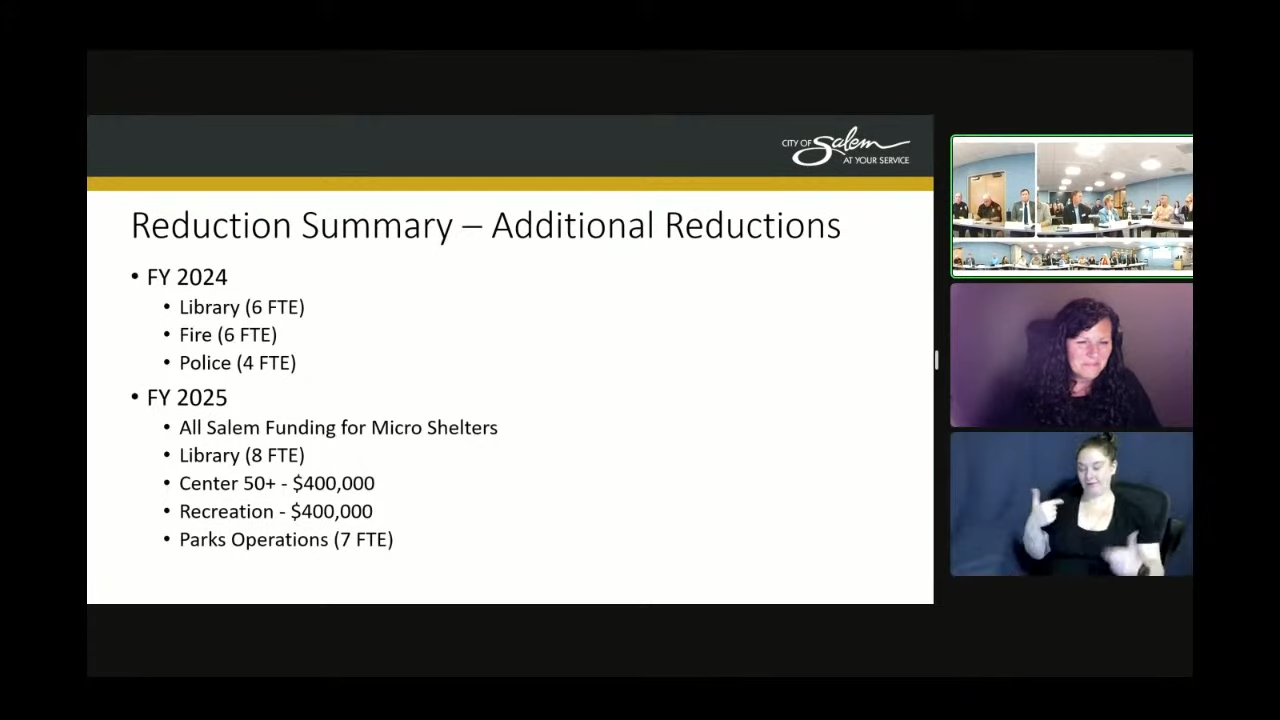 CITY OF Salem
AT YOUR SERVICE
Reduction Summary – Additional Reductions
• FY 2024
• Library (6 FTE)
• Fire (6 FTE)
• Police (4 FTE)
• FY 2025
• All Salem Funding for Micro Shelters
• Library (8 FTE)
• Center 50+ - $400,000
• Recreation - $400,000
• Parks Operations (7 FTE)